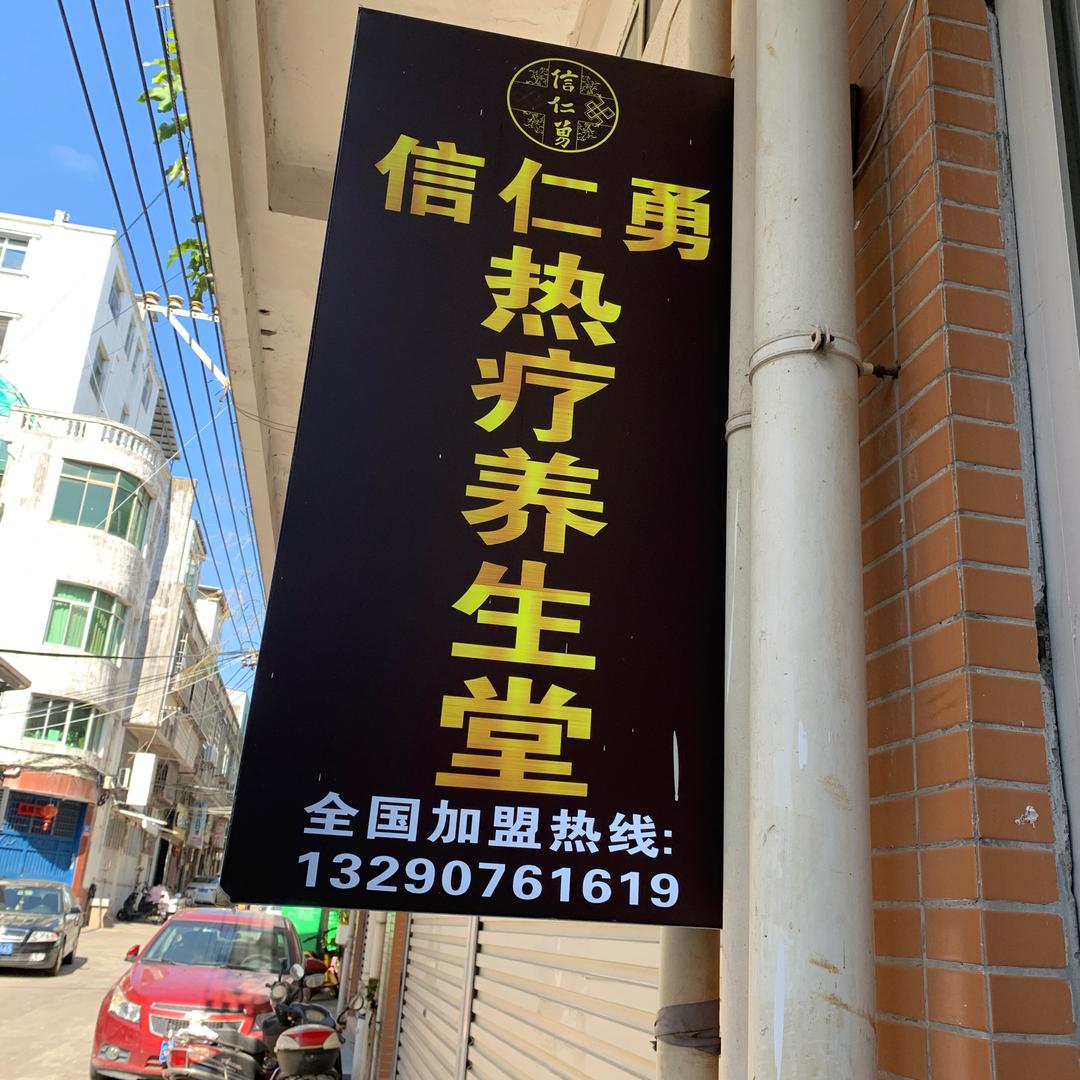 信
仁
勇
信仁勇
热疗养生堂
全国加盟热线:
13290761619